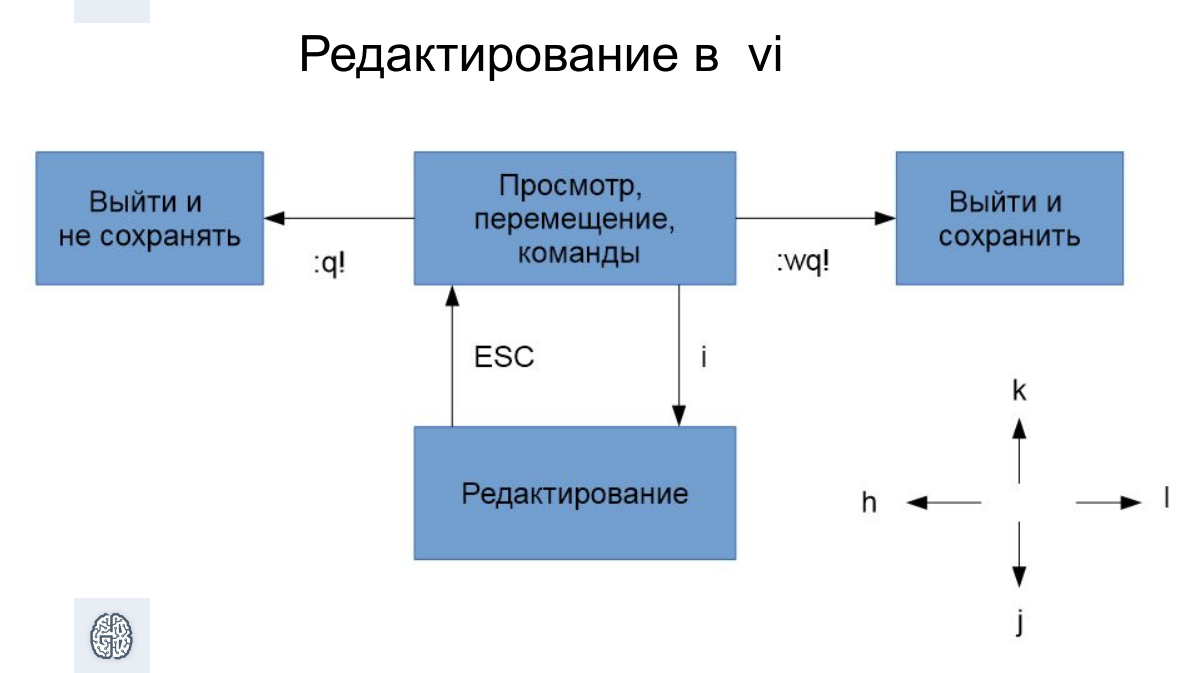 Редактирование в vi
Выйти и
не сохранять
:q!
Просмотр,
перемещение,
команды
:wq!
Выйти и
сохранить
ESC
i
Редактирование
k
h
l
j